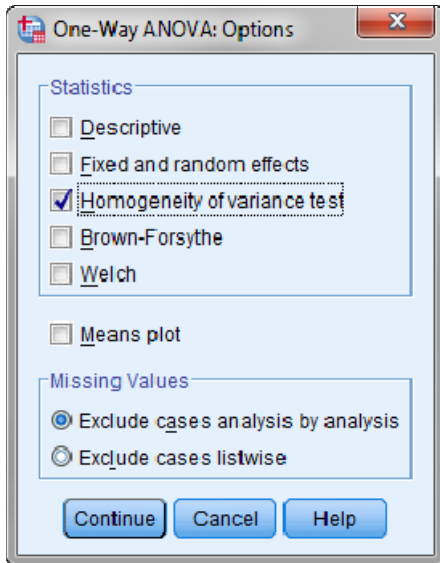 One-Way ANOVA: Options
Statistics
Descriptive
Fixed and random effects
Homogeneity of variance test
Brown-Forsythe
Welch
Means plot
Missing Values
Exclude cases analysis by analysis
Exclude cases listwise
Continue Cancel Help